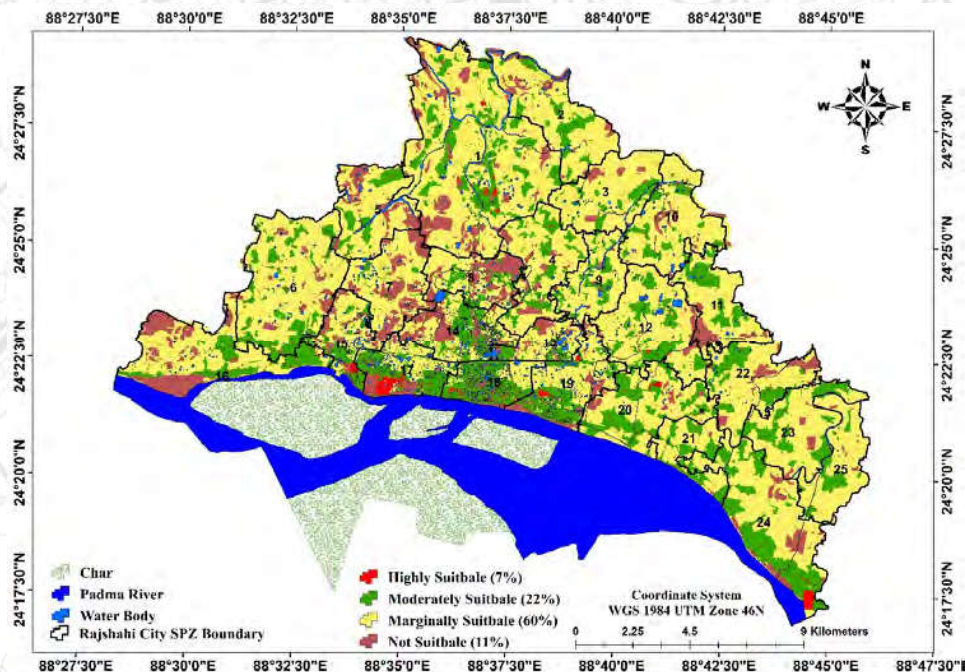 88°27'30"E 88°32'30"E 88°35'0"E 88°37'30"E 88°40'0"E 88°42'30"E 88°45'0"E
N
W E
S
24°27'30"N
24°27'30"N
24°25'0"N
24°25'0"N
24°22'30"N
24°22'30"N
24°20'0"N
24°20'0"N
24°17'30"N
24°17'30"N
2
1
3
5
10
6
7
8
9
11
4
12
14
13
15
22
16
17
18
19
20
23
21
25
24
Char
Padma River
Water Body
Rajshahi City SPZ Boundary
Highly Suitbale (7%)
Moderately Suitbale (22%)
Marginally Suitbale (60%)
Not Suitbale (11%)
Coordinate System
WGS 1984 UTM Zone 46N
0 2.25 4.5 9 Kilometers
88°27'30"E 88°30'0"E 88°32'30"E 88°35'0"E 88°37'30"E 88°40'0"E 88°42'30"E 88°45'0"E 88°47'30"E